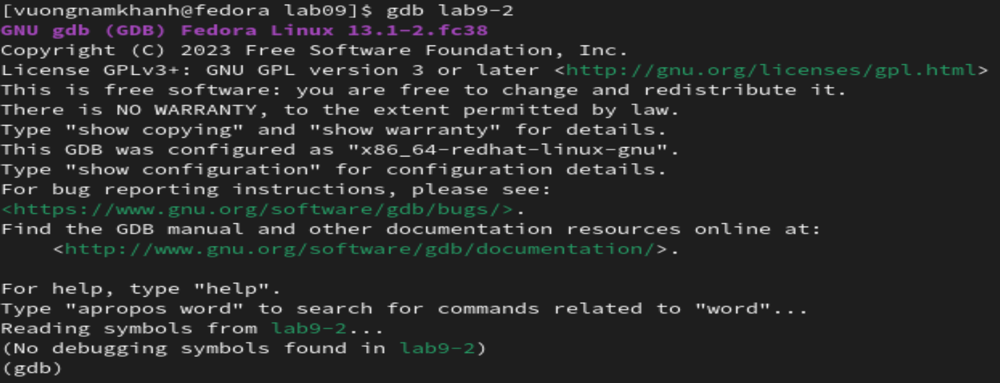 [vuongnamkhanh@fedora lab09]$ gdb lab9-2
GNU gdb (GDB) Fedora Linux 13.1-2.fc38
Copyright (C) 2023 Free Software Foundation, Inc.
License GPLv3+: GNU GPL version 3 or later <http://gnu.org/licenses/gpl.html>
This is free software: you are free to change and redistribute it.
There is NO WARRANTY, to the extent permitted by law.
Type "show copying" and "show warranty" for details.
This GDB was configured as "x86_64-redhat-linux-gnu".
Type "show configuration" for configuration details.
For bug reporting instructions, please see:
<https://www.gnu.org/software/gdb/bugs/>.
Find the GDB manual and other documentation resources online at:
    <http://www.gnu.org/software/gdb/documentation/>.

For help, type "help".
Type "apropos word" to search for commands related to "word"...
Reading symbols from lab9-2...
(No debugging symbols found in lab9-2)
(gdb)